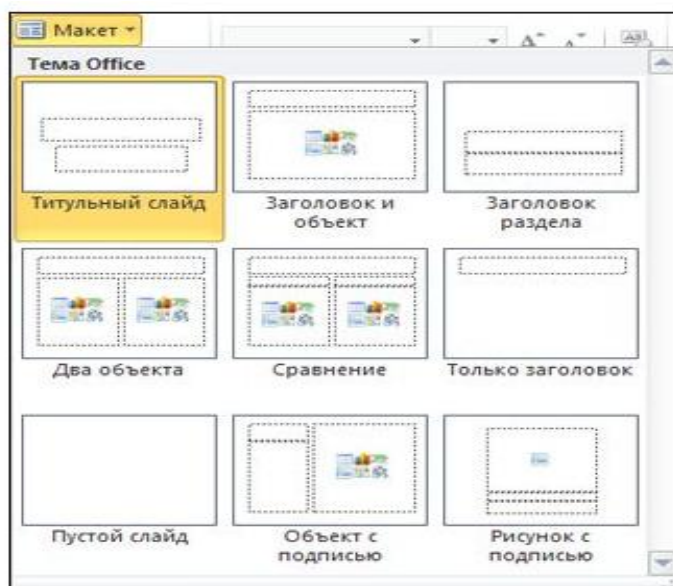 Макет
Тема Office
Титульный слайд
Заголовок и
объект
Заголовок
раздела
Два объекта
Сравнение
Только заголовок
Пустой слайд
Объект с
подписью
Рисунок с
подписью